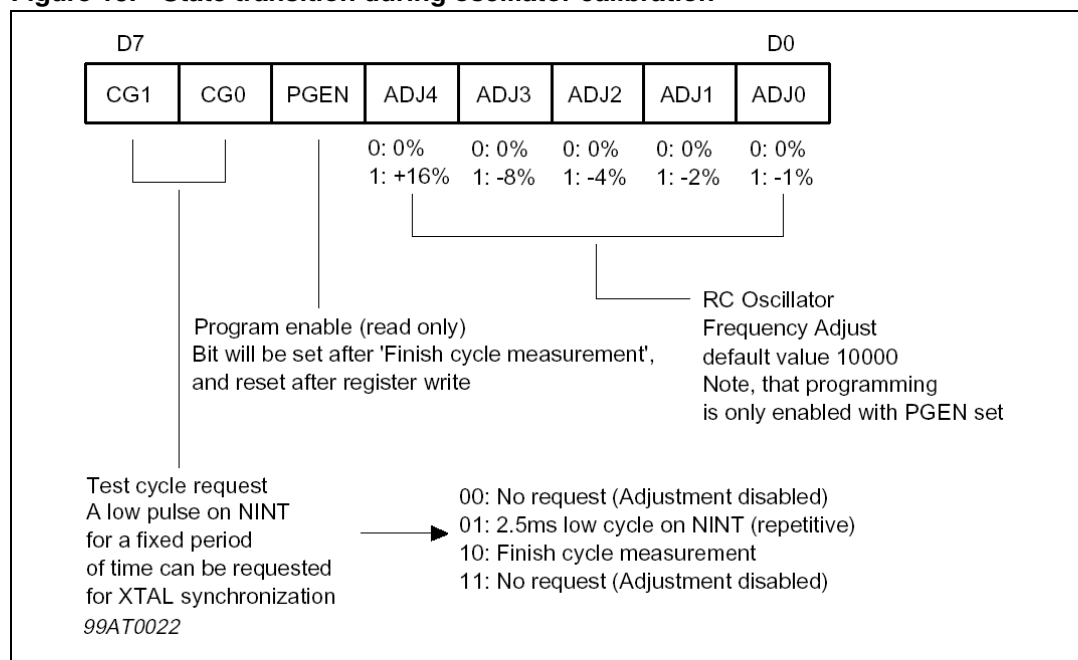 Figure 18. State transition during oscillator calibration
D7 D0
CG1 CG0 PGEN ADJ4 ADJ3 ADJ2 ADJ1 ADJ0
0: 0% 0: 0% 0: 0% 0: 0% 0: 0%
1: +16% 1: -8% 1: -4% 1: -2% 1: -1%
RC Oscillator
Frequency Adjust
default value 10000
Note, that programming
is only enabled with PGEN set
Program enable (read only)
Bit will be set after 'Finish cycle measurement',
and reset after register write
Test cycle request
A low pulse on NINT
for a fixed period
of time can be requested
for XTAL synchronization
00: No request (Adjustment disabled)
01: 2.5ms low cycle on NINT (repetitive)
10: Finish cycle measurement
11: No request (Adjustment disabled)
99AT0022